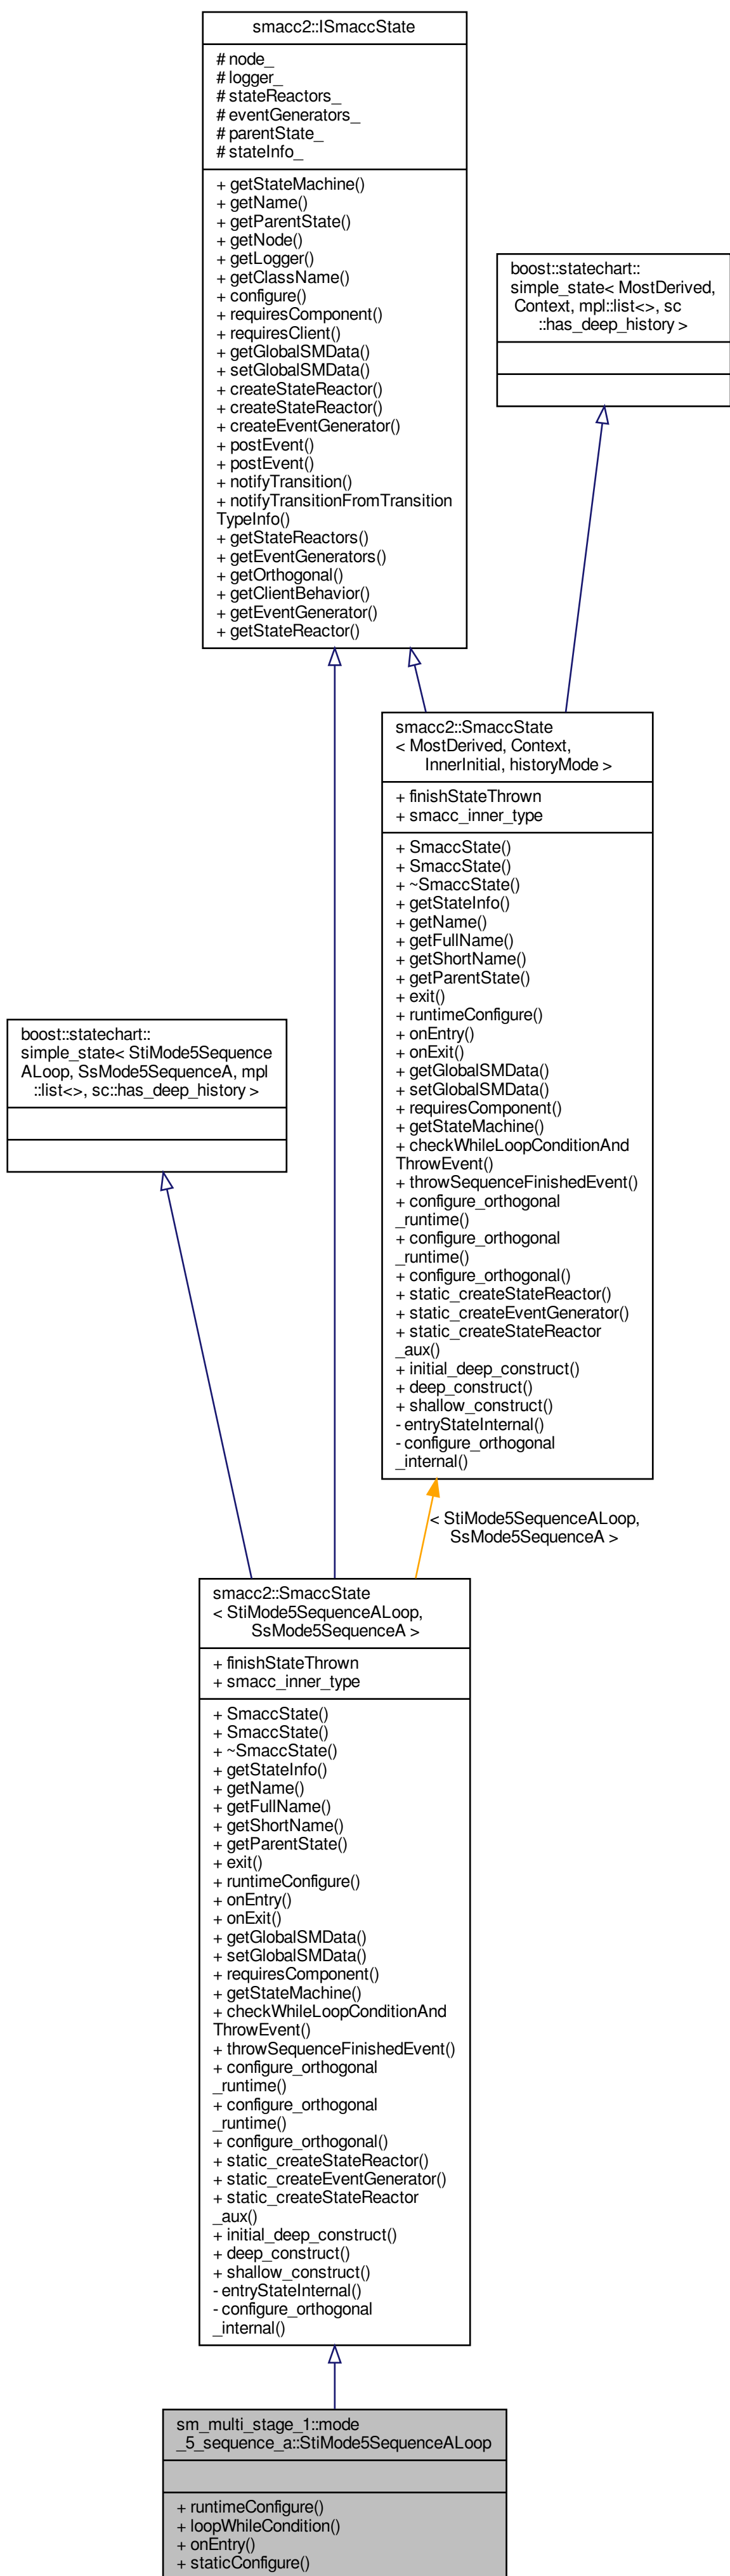 smacc2::ISmaccState
# node_
# logger_
# stateReactors_
# eventGenerators_
# parentState_
# stateInfo_
+ getStateMachine()
+ getName()
+ getParentState()
+ getNode()
+ getLogger()
+ getClassName()
+ configure()
+ requiresComponent()
+ requiresClient()
+ getGlobalSMData()
+ setGlobalSMData()
+ createStateReactor()
+ createStateReactor()
+ createEventGenerator()
+ postEvent()
+ postEvent()
+ notifyTransition()
+ notifyTransitionFromTransition
TypeInfo()
+ getStateReactors()
+ getEventGenerators()
+ getOrthogonal()
+ getClientBehavior()
+ getEventGenerator()
+ getStateReactor()
boost::statechart::
simple_state< MostDerived,
Context, mpl::list<>, sc
::has_deep_history >
smacc2::SmaccState
< MostDerived, Context,
InnerInitial, historyMode >
+ finishStateThrown
+ smacc_inner_type
+ SmaccState()
+ SmaccState()
+ ~SmaccState()
+ getStateInfo()
+ getName()
+ getFullName()
+ getShortName()
+ getParentState()
+ exit()
+ runtimeConfigure()
+ onEntry()
+ onExit()
+ getGlobalSMData()
+ setGlobalSMData()
+ requiresComponent()
+ getStateMachine()
+ checkWhileLoopConditionAnd
ThrowEvent()
+ throwSequenceFinishedEvent()
+ configure_orthogonal
_runtime()
+ configure_orthogonal
_runtime()
+ configure_orthogonal()
+ static_createStateReactor()
+ static_createEventGenerator()
+ static_createStateReactor
_aux()
+ initial_deep_construct()
+ deep_construct()
+ shallow_construct()
- entryStateInternal()
- configure_orthogonal
_internal()
boost::statechart::
simple_state< StiMode5Sequence
ALoop, SsMode5SequenceA, mpl
::list<>, sc::has_deep_history >
< StiMode5SequenceALoop,
SsMode5SequenceA >
smacc2::SmaccState
< StiMode5SequenceALoop,
SsMode5SequenceA >
+ finishStateThrown
+ smacc_inner_type
+ SmaccState()
+ SmaccState()
+ ~SmaccState()
+ getStateInfo()
+ getName()
+ getFullName()
+ getShortName()
+ getParentState()
+ exit()
+ runtimeConfigure()
+ onEntry()
+ onExit()
+ getGlobalSMData()
+ setGlobalSMData()
+ requiresComponent()
+ getStateMachine()
+ checkWhileLoopConditionAnd
ThrowEvent()
+ throwSequenceFinishedEvent()
+ configure_orthogonal
_runtime()
+ configure_orthogonal
_runtime()
+ configure_orthogonal()
+ static_createStateReactor()
+ static_createEventGenerator()
+ static_createStateReactor
_aux()
+ initial_deep_construct()
+ deep_construct()
+ shallow_construct()
- entryStateInternal()
- configure_orthogonal
_internal()
sm_multi_stage_1::mode
_5_sequence_a::StiMode5SequenceALoop
+ runtimeConfigure()
+ loopWhileCondition()
+ onEntry()
+ staticConfigure()